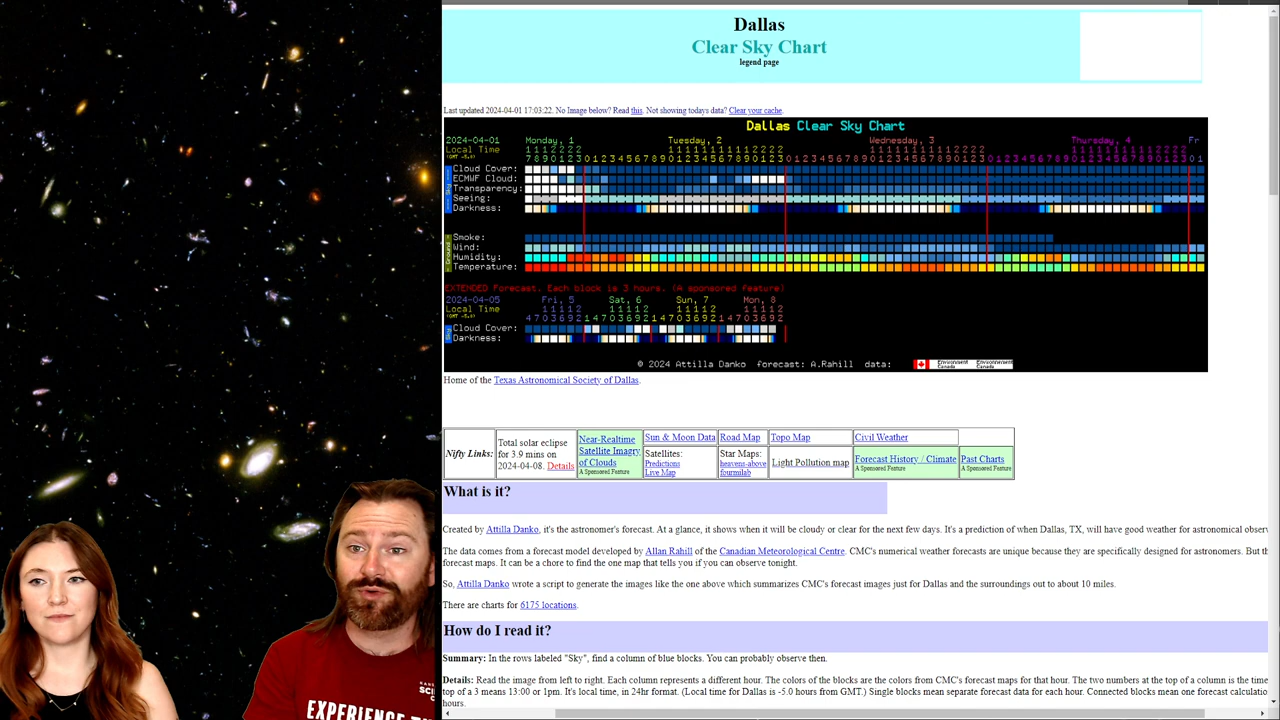 Dallas
Clear Sky Chart
legend page
Last updated 2024-04-01 17:03:22. No Image below? Read this. Not showing todays data? Clear your cache.
Dallas Clear Sky Chart
2024-04-01 Monday, 1 Tuesday, 2 Wednesday, 3 Thursday, 4 Fr
Local Time
Cloud Cover:
ECMWF Cloud:
Transparency:
Seeing:
Darkness:
Smoke:
Wind:
Humidity:
Temperature:
EXTENDED Forecast. Each block is 3 hours. (A sponsored feature)
2024-04-05 Fri, 5 Sat, 6 Sun, 7 Mon, 8
Local Time
Cloud Cover:
Darkness:
© 2024 Attilla Danko forecast: A.Rahill data: Environment Canada Environnement Canada
Home of the Texas Astronomical Society of Dallas.
Nifty Links:
Total solar eclipse
for 3.9 mins on
2024-04-08. Details
Near-Realtime
Satellite Imagry
of Clouds
A Sponsored Feature
Sun & Moon Data
Road Map
Topo Map
Civil Weather
Satellites:
Predictions
Live Map
Star Maps:
heavens-above
fourmilab
Light Pollution map
Forecast History / Climate
A Sponsored Feature
Past Charts
A Sponsored Feature
What is it?
Created by Attilla Danko, it's the astronomer's forecast. At a glance, it shows when it will be cloudy or clear for the next few days. It's a prediction of when Dallas, TX, will have good weather for astronomical observ
The data comes from a forecast model developed by Allan Rahill of the Canadian Meteorological Centre. CMC's numerical weather forecasts are unique because they are specifically designed for astronomers. But th
forecast maps. It can be a chore to find the one map that tells you if you can observe tonight.
So, Attilla Danko wrote a script to generate the images like the one above which summarizes CMC's forecast images just for Dallas and the surroundings out to about 10 miles.
There are charts for 6175 locations.
How do I read it?
Summary: In the rows labeled "Sky", find a column of blue blocks. You can probably observe then.
Details: Read the image from left to right. Each column represents a different hour. The colors of the blocks are the colors from CMC's forecast maps for that hour. The two numbers at the top of a column is the time
top of a 3 means 13:00 or 1pm. It's local time, in 24hr format. (Local time for Dallas is -5.0 hours from GMT.) Single blocks mean separate forecast data for each hour. Connected blocks mean one forecast calculatio
hours.
EXPERIENCE T